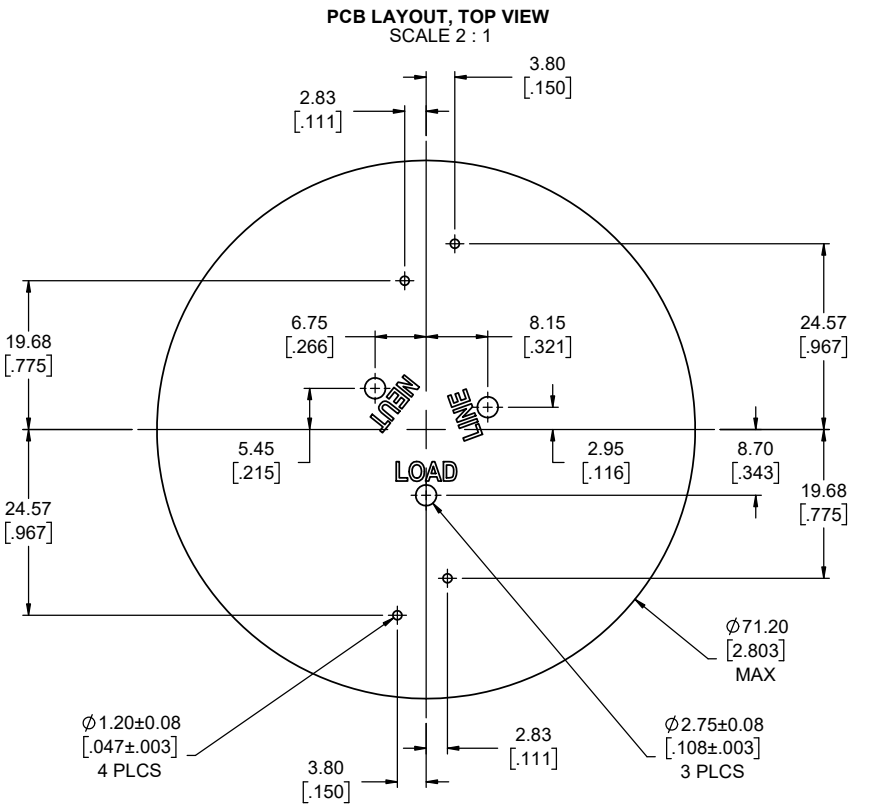 PCB LAYOUT, TOP VIEW
SCALE 2 : 1
3.80
[.150]
2.83
[.111]
6.75
[.266]
8.15
[.321]
19.68
[.775]
24.57
[.967]
NEUT
LINE
5.45
[.215]
2.95
[.116]
8.70
[.343]
LOAD
24.57
[.967]
19.68
[.775]
Ø71.20
[2.803]
MAX
Ø1.20±0.08
[.047±.003]
4 PLCS
2.83
[.111]
Ø2.75±0.08
[.108±.003]
3 PLCS
3.80
[.150]